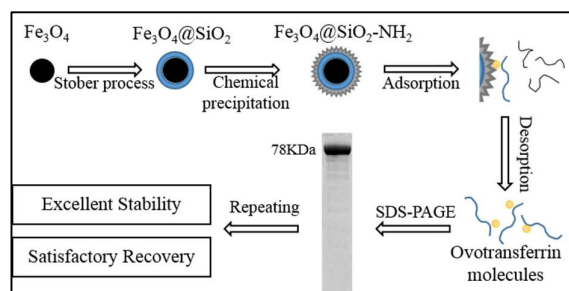 Fe₃O₄
Fe₃O₄@SiO₂
Fe₃O₄@SiO₂-NH₂
Stober process
Chemical
precipitation
Adsorption
Desorption
78KDa
Excellent Stability
Repeating
SDS-PAGE
Satisfactory Recovery
Ovotransferrin
molecules